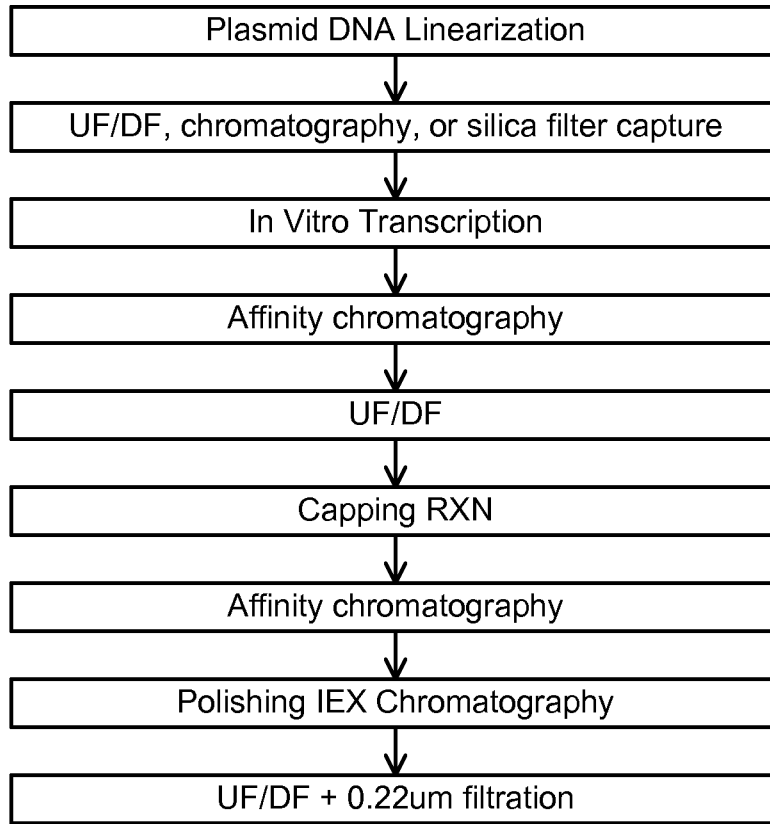 Plasmid DNA Linearization
UF/DF, chromatography, or silica filter capture
In Vitro Transcription
Affinity chromatography
UF/DF
Capping RXN
Affinity chromatography
Polishing IEX Chromatography
UF/DF + 0.22um filtration